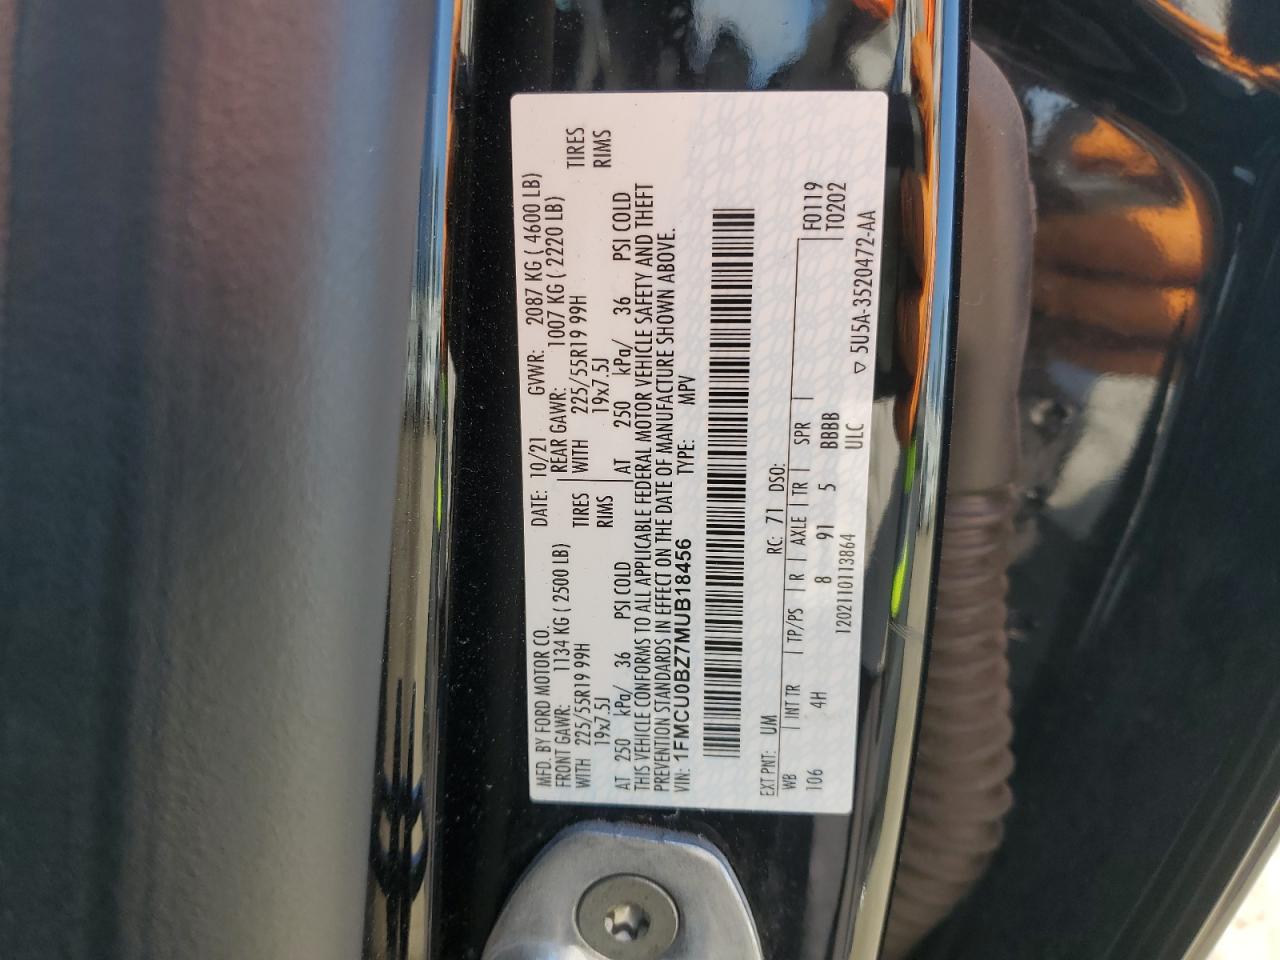 MFD. BY FORD MOTOR CO. DATE: 10/21 GVWR: 2087 KG ( 4600 LB)
FRONT GAWR: 1134 KG ( 2500 LB) REAR GAWR: 1007 KG ( 2220 LB)
WITH 225/55R19 99H TIRES WITH 225/55R19 99H TIRES
19x7.5J RIMS 19x7.5J RIMS
AT 250 kPa/ 36 PSI COLD AT 250 kPa/ 36 PSI COLD
THIS VEHICLE CONFORMS TO ALL APPLICABLE FEDERAL MOTOR VEHICLE SAFETY AND THEFT
PREVENTION STANDARDS IN EFFECT ON THE DATE OF MANUFACTURE SHOWN ABOVE.
VIN: 1FMCU0BZ7MUB18456 TYPE: MPV
EXT PNT: UM RC: 71 DSO:
WB INT TR TP/PS R AXLE TR SPR F0119
106 4H 8 91 5 BBBB T0202
1202110113864 ULC ▽ 5U5A-3520472-AA